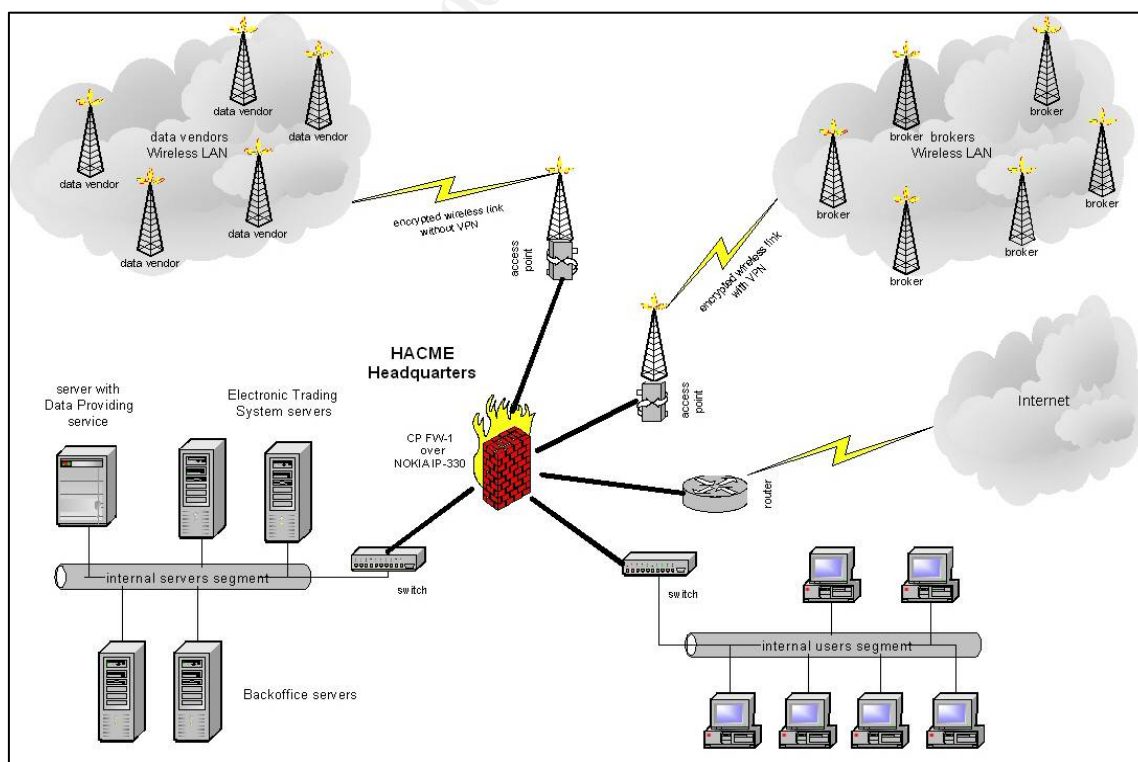 data vendor
data vendor
data vendor
data vendors
Wireless LAN
data vendor
data vendor
broker
broker
brokers
Wireless LAN
broker
broker
broker
broker
encrypted wireless link
without VPN
access
point
encrypted wireless link
with VPN
access
point
HACME
Headquarters
CP FW-1
over
NOKIA IP-330
Internet
router
server with
Data Providing
service
Electronic Trading
System servers
internal servers segment
switch
Backoffice servers
switch
internal users segment